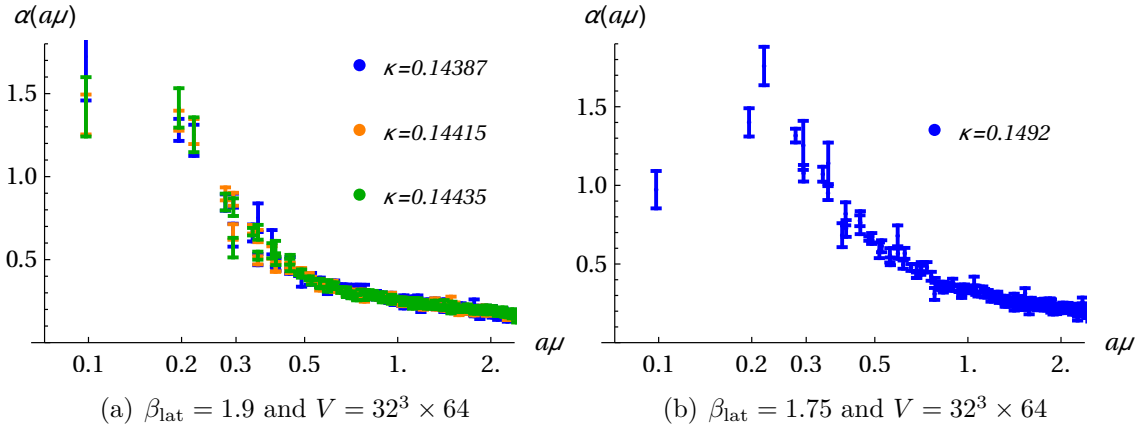 α(aμ)
1.5
1.0
0.5
0.1 0.2 0.3 0.5 1. 2.
aμ
κ=0.14387
κ=0.14415
κ=0.14435
(a) βlat = 1.9 and V = 32³ × 64
α(aμ)
1.5
1.0
0.5
0.1 0.2 0.3 0.5 1. 2.
aμ
κ=0.1492
(b) βlat = 1.75 and V = 32³ × 64